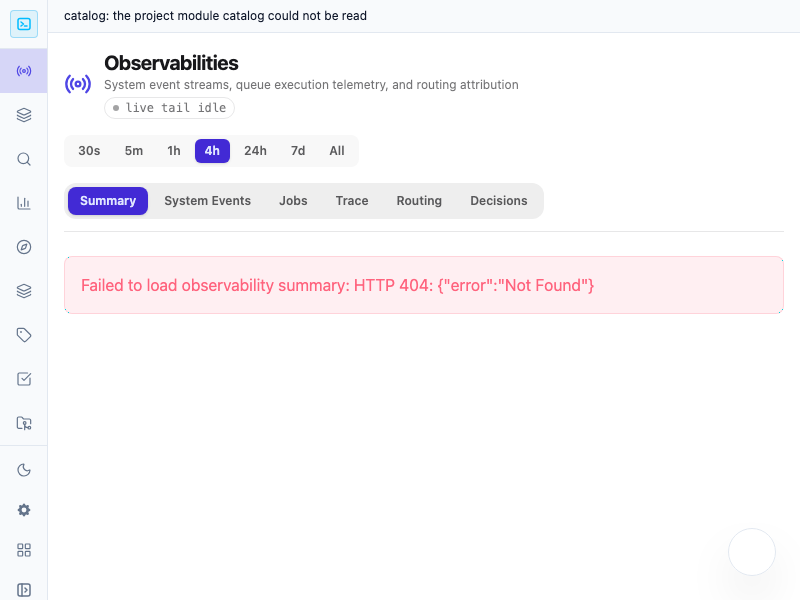 catalog: the project module catalog could not be read
Observabilities
System event streams, queue execution telemetry, and routing attribution
live tail idle
30s 5m 1h 4h 24h 7d All
Summary System Events Jobs Trace Routing Decisions
Failed to load observability summary: HTTP 404: {"error":"Not Found"}